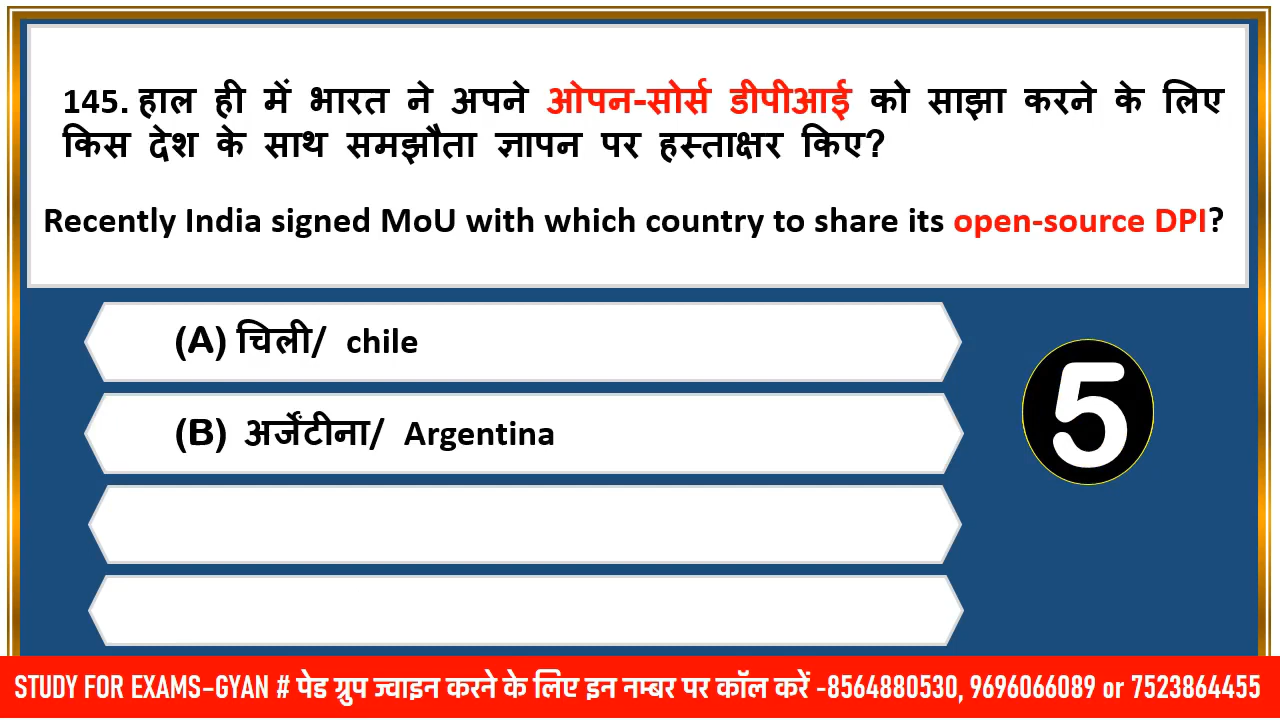 145. हाल ही में भारत ने अपने ओपन-सोर्स डीपीआई को साझा करने के लिए
किस देश के साथ समझौता ज्ञापन पर हस्ताक्षर किए?
Recently India signed MoU with which country to share its open-source DPI?
(A) चिली/ chile
(B) अर्जेंटीना/ Argentina
5
STUDY FOR EXAMS-GYAN # पेड ग्रुप ज्वाइन करने के लिए इन नम्बर पर कॉल करें -8564880530, 9696066089 or 7523864455